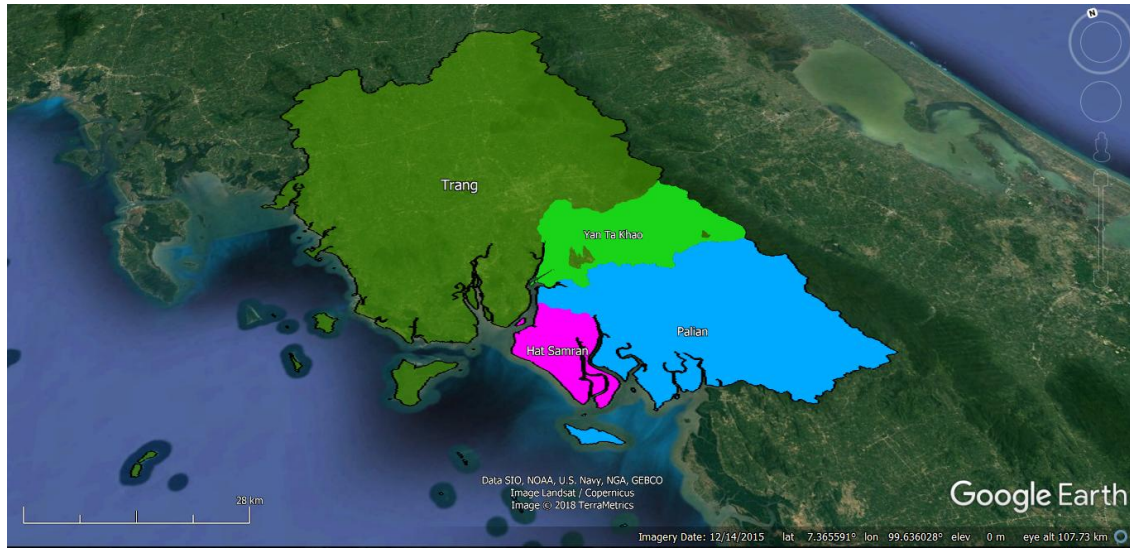 N
Trang
Yan Ta Khao
Palian
Hat Samran
Data SIO, NOAA, U.S. Navy, NGA, GEBCO
Image Landsat / Copernicus
Image © 2018 TerraMetrics
28 km
Google Earth
Imagery Date: 12/14/2015 lat 7.365591° lon 99.636028° elev 0 m eye alt 107.73 km